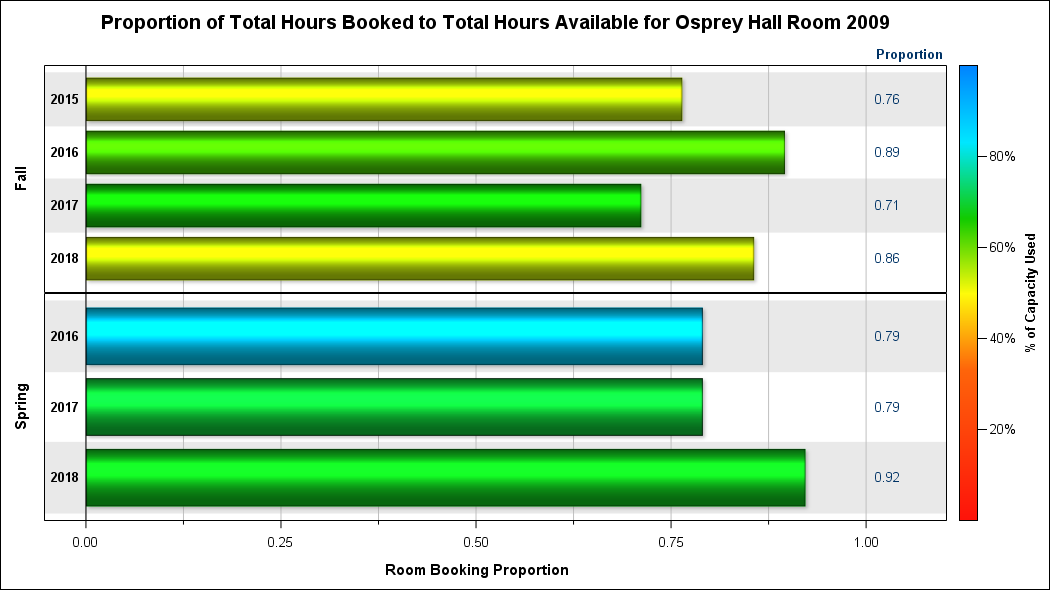 Proportion of Total Hours Booked to Total Hours Available for Osprey Hall Room 2009
Proportion
Fall
2015 0.76
2016 0.89
2017 0.71
2018 0.86
Spring
2016 0.79
2017 0.79
2018 0.92
0.00 0.25 0.50 0.75 1.00
Room Booking Proportion
80%
60%
40%
20%
% of Capacity Used